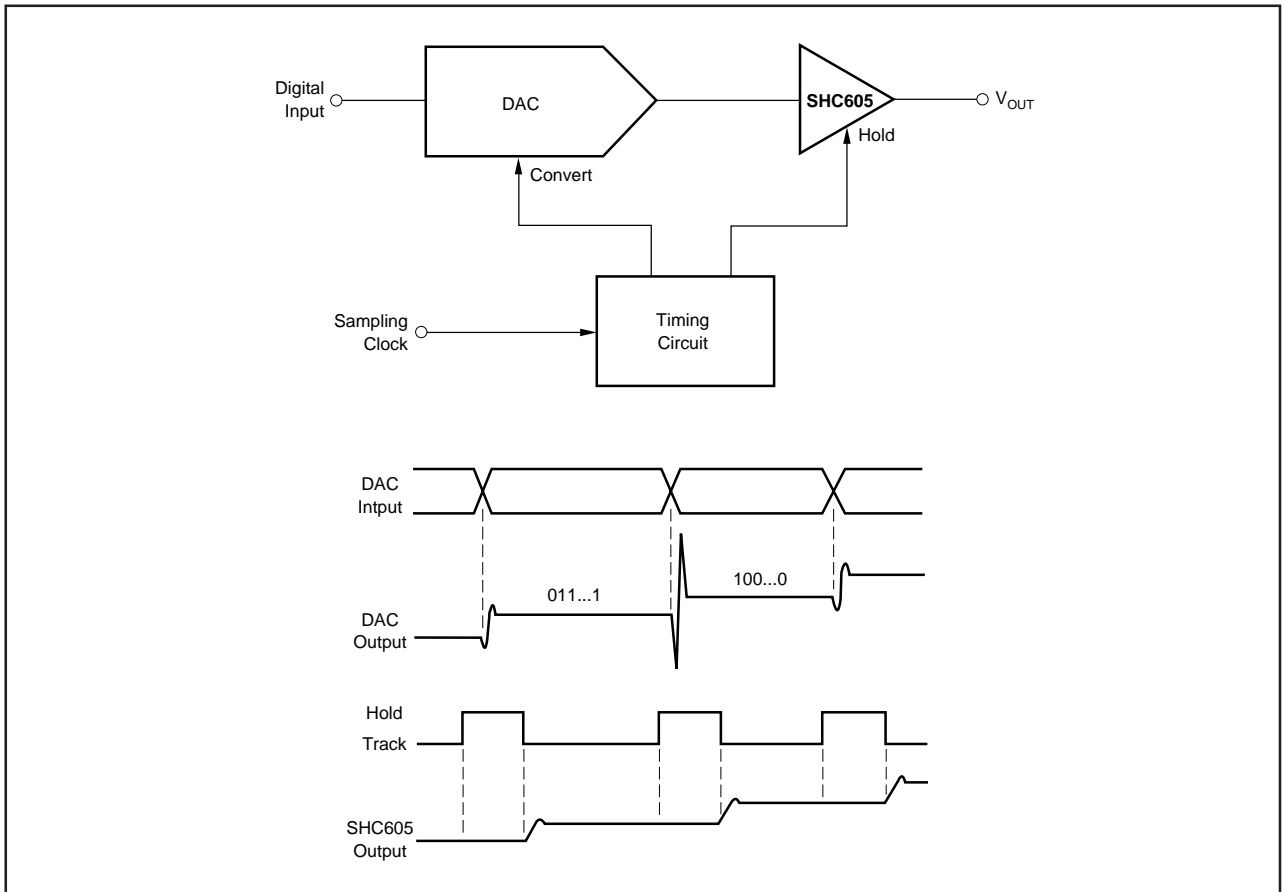 Digital
Input
DAC
SHC605
V_OUT
Hold
Convert
Sampling
Clock
Timing
Circuit
DAC
Intput
011...1
100...0
DAC
Output
Hold
Track
SHC605
Output